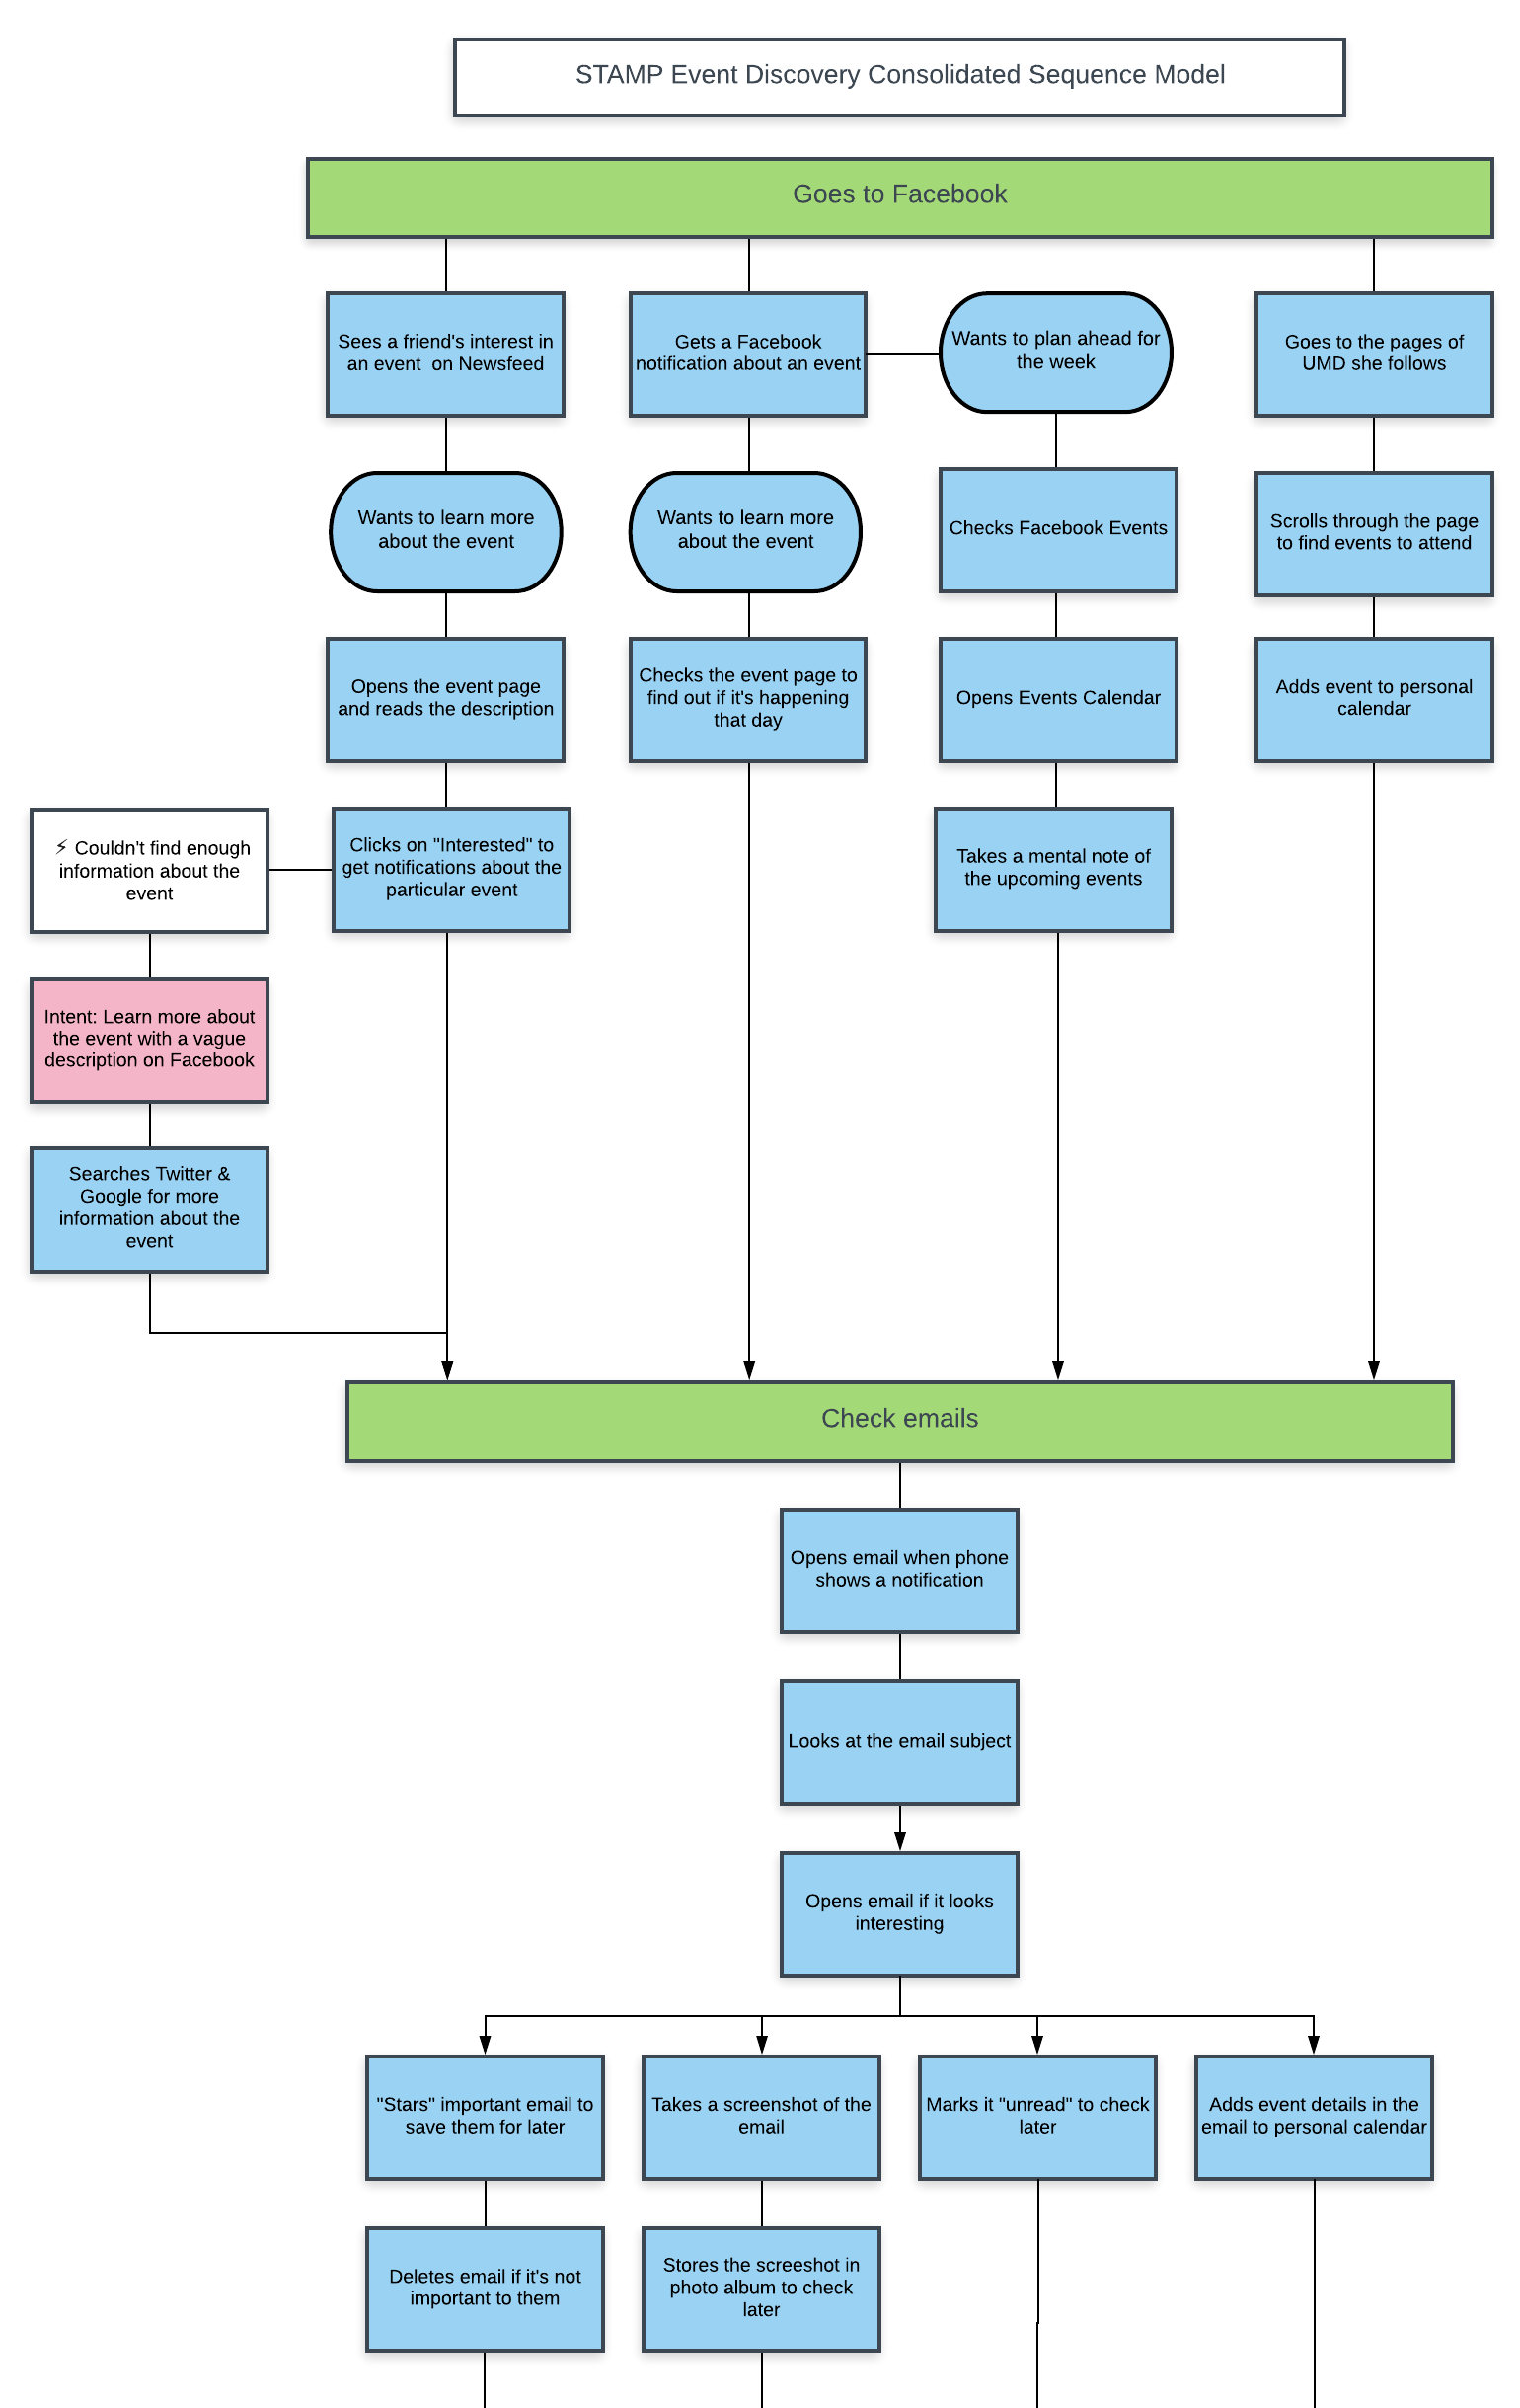 STAMP Event Discovery Consolidated Sequence Model
Goes to Facebook
Sees a friend's interest in
an event  on Newsfeed
Gets a Facebook
notification about an event
Wants to plan ahead for
the week
Goes to the pages of
UMD she follows
Wants to learn more
about the event
Wants to learn more
about the event
Checks Facebook Events
Scrolls through the page
to find events to attend
Opens the event page
and reads the description
Checks the event page to
find out if it's happening
that day
Opens Events Calendar
Adds event to personal
calendar
⚡ Couldn't find enough
information about the
event
Clicks on "Interested" to
get notifications about the
particular event
Takes a mental note of
the upcoming events
Intent: Learn more about
the event with a vague
description on Facebook
Searches Twitter &
Google for more
information about the
event
Check emails
Opens email when phone
shows a notification
Looks at the email subject
Opens email if it looks
interesting
"Stars" important email to
save them for later
Takes a screenshot of the
email
Marks it "unread" to check
later
Adds event details in the
email to personal calendar
Deletes email if it's not
important to them
Stores the screeshot in
photo album to check
later